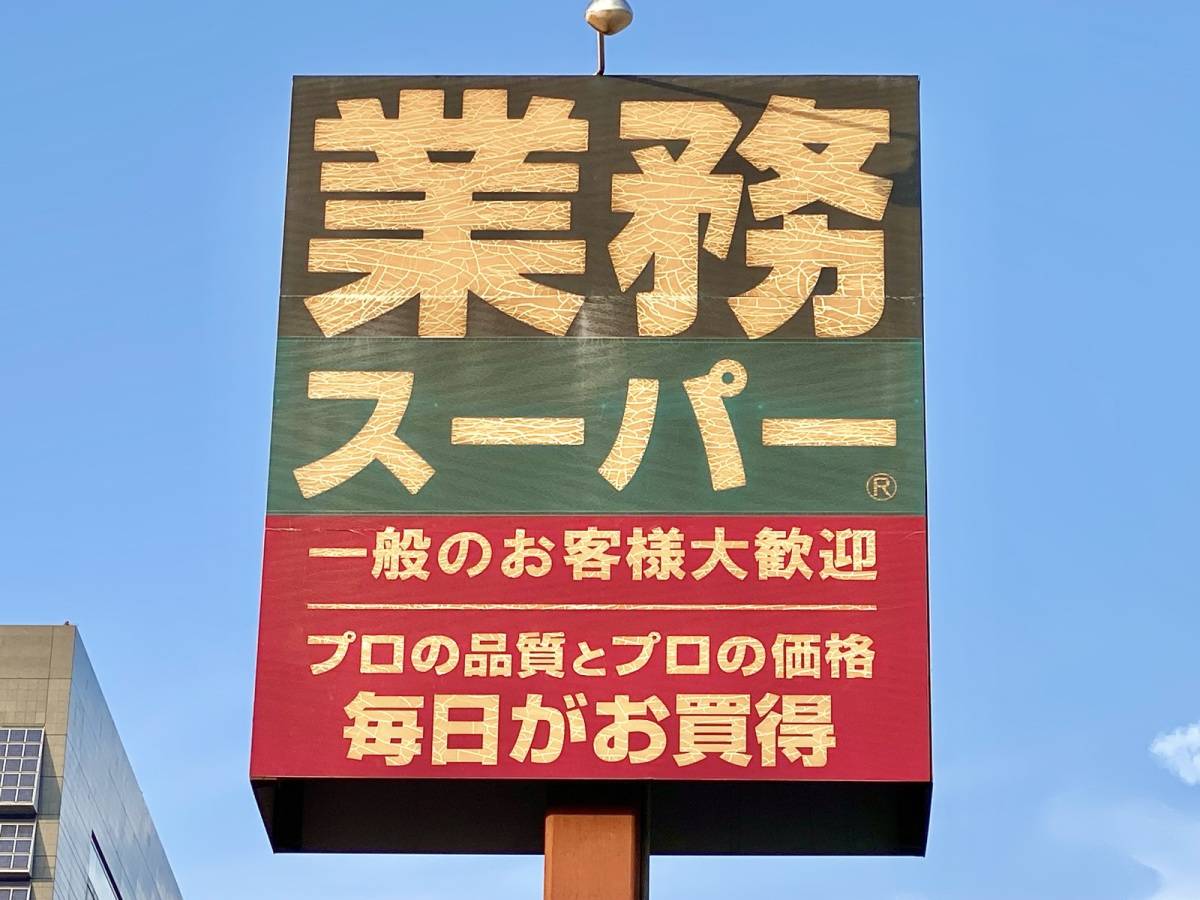 業務
スーパー
®
一般のお客様大歓迎
プロの品質とプロの価格
毎日がお買得